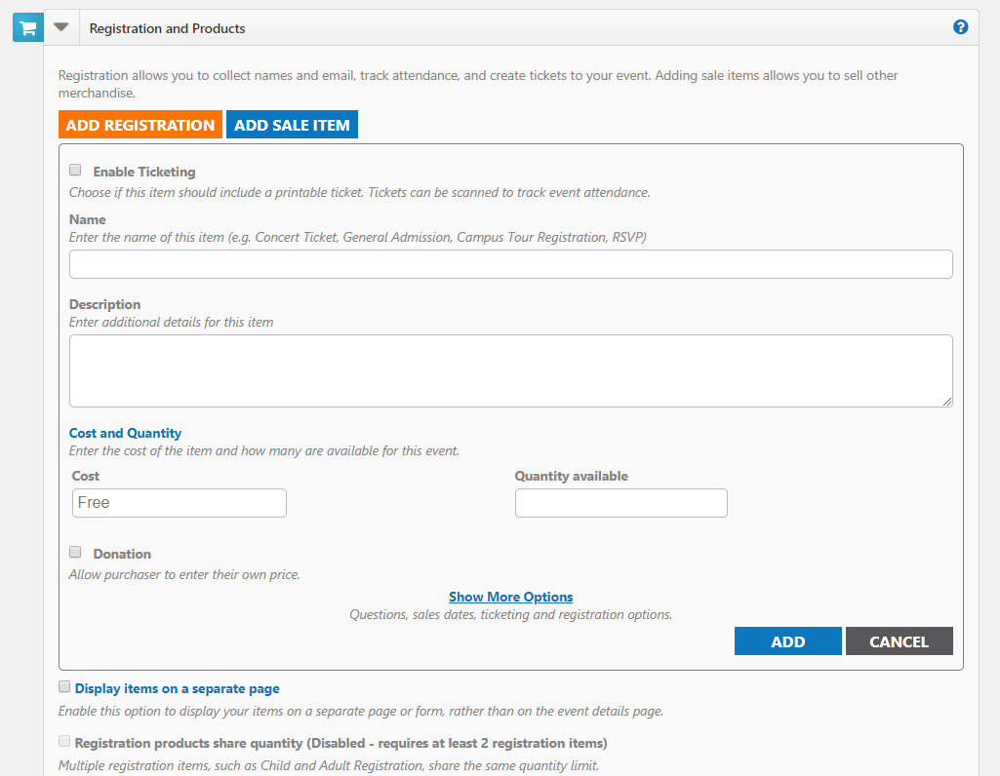 Registration and Products
?
Registration allows you to collect names and email, track attendance, and create tickets to your event. Adding sale items allows you to sell other
merchandise.
ADD REGISTRATION ADD SALE ITEM
Enable Ticketing
Choose if this item should include a printable ticket. Tickets can be scanned to track event attendance.
Name
Enter the name of this item (e.g. Concert Ticket, General Admission, Campus Tour Registration, RSVP)
Description
Enter additional details for this item
Cost and Quantity
Enter the cost of the item and how many are available for this event.
Cost Quantity available
Free
Donation
Allow purchaser to enter their own price.
Show More Options
Questions, sales dates, ticketing and registration options.
ADD CANCEL
Display items on a separate page
Enable this option to display your items on a separate page or form, rather than on the event details page.
Registration products share quantity (Disabled - requires at least 2 registration items)
Multiple registration items, such as Child and Adult Registration, share the same quantity limit.